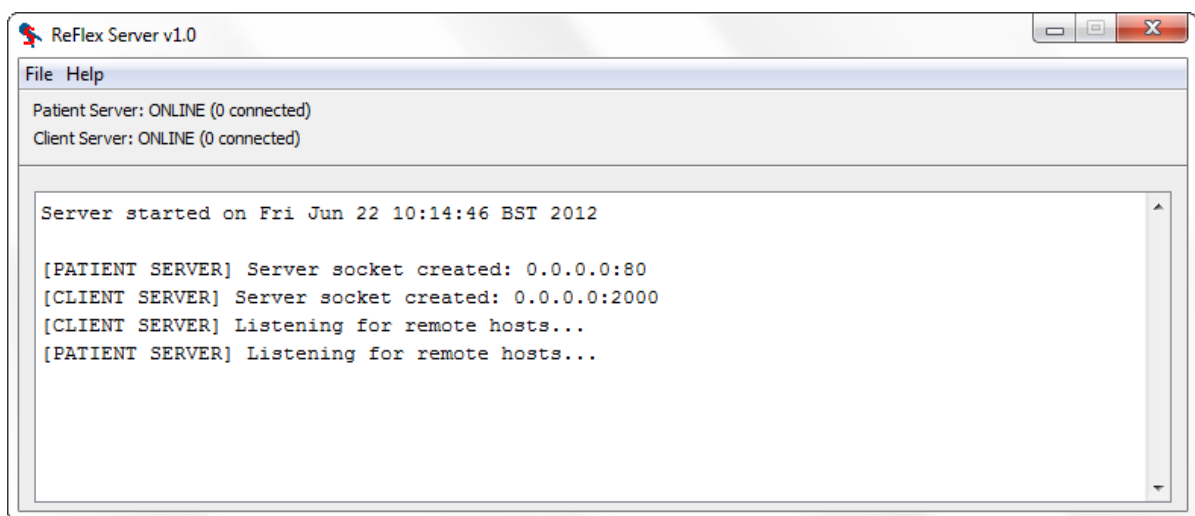 ReFlex Server v1.0
File Help
Patient Server: ONLINE (0 connected)
Client Server: ONLINE (0 connected)
Server started on Fri Jun 22 10:14:46 BST 2012
[PATIENT SERVER] Server socket created: 0.0.0.0:80
[CLIENT SERVER] Server socket created: 0.0.0.0:2000
[CLIENT SERVER] Listening for remote hosts...
[PATIENT SERVER] Listening for remote hosts...